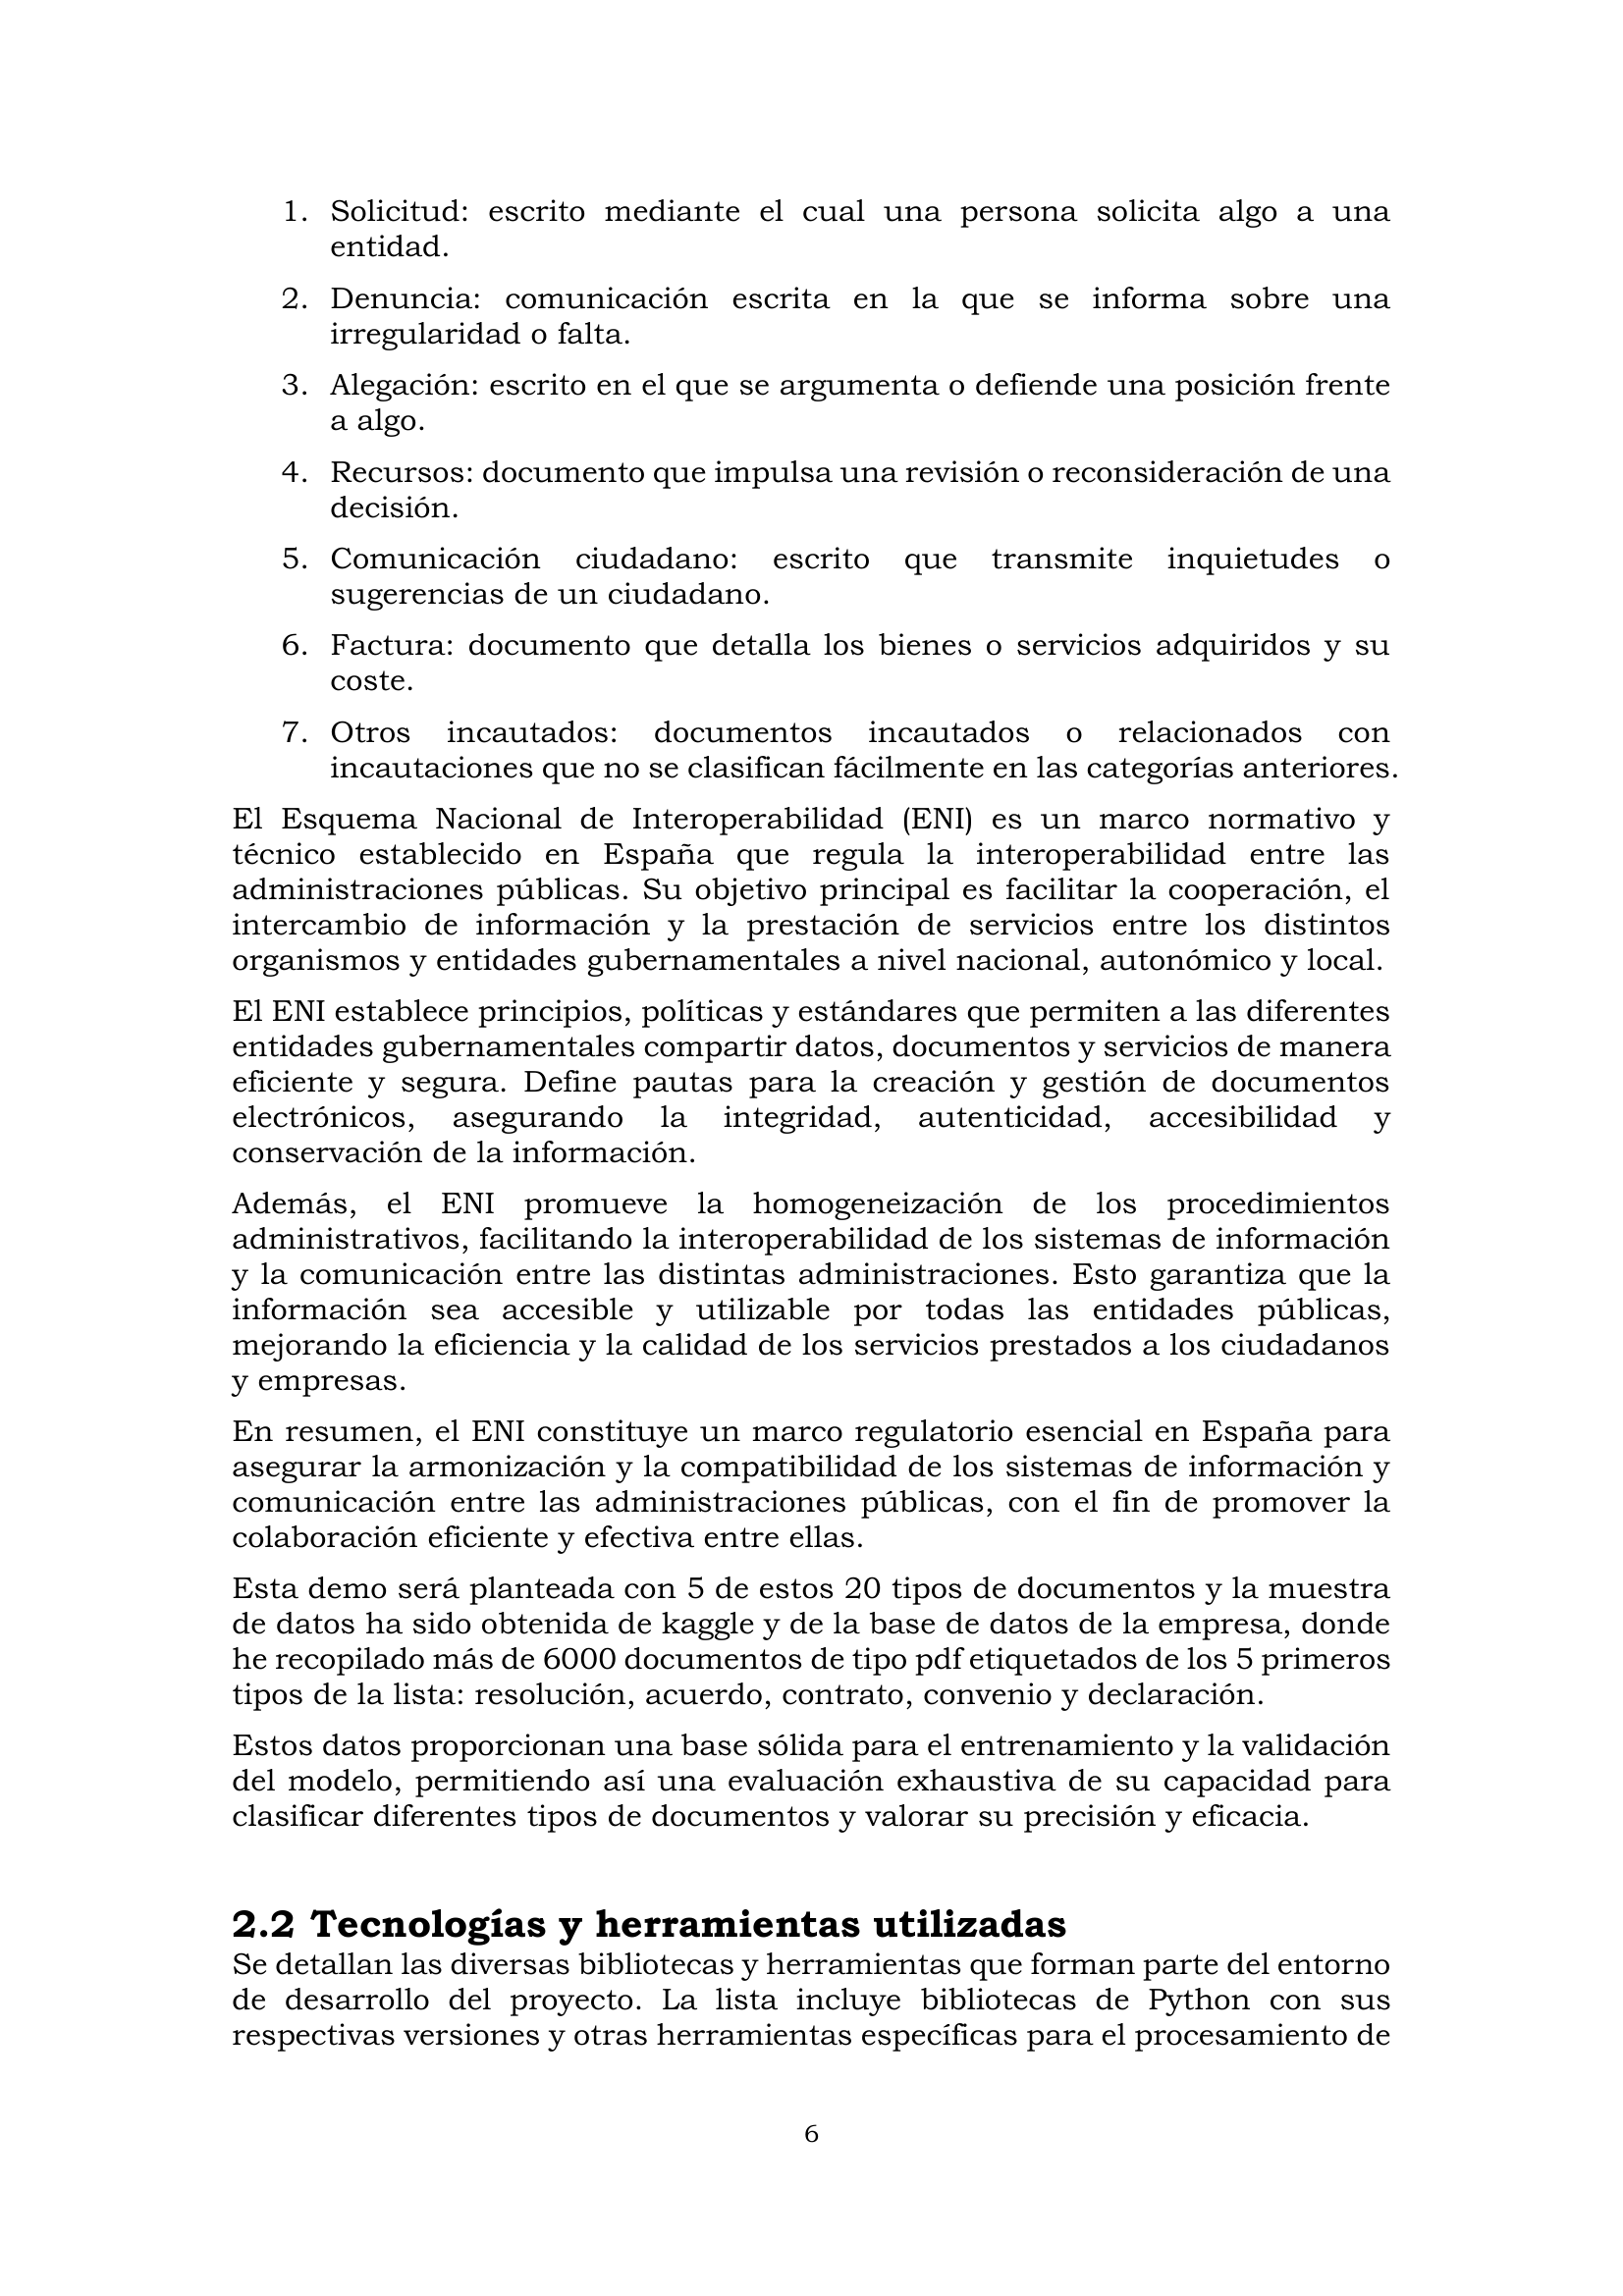 1. Solicitud: escrito mediante el cual una persona solicita algo a una
entidad.
2. Denuncia: comunicación escrita en la que se informa sobre una
irregularidad o falta.
3. Alegación: escrito en el que se argumenta o defiende una posición frente
a algo.
4. Recursos: documento que impulsa una revisión o reconsideración de una
decisión.
5. Comunicación ciudadano: escrito que transmite inquietudes o
sugerencias de un ciudadano.
6. Factura: documento que detalla los bienes o servicios adquiridos y su
coste.
7. Otros incautados: documentos incautados o relacionados con
incautaciones que no se clasifican fácilmente en las categorías anteriores.
El Esquema Nacional de Interoperabilidad (ENI) es un marco normativo y
técnico establecido en España que regula la interoperabilidad entre las
administraciones públicas. Su objetivo principal es facilitar la cooperación, el
intercambio de información y la prestación de servicios entre los distintos
organismos y entidades gubernamentales a nivel nacional, autonómico y local.
El ENI establece principios, políticas y estándares que permiten a las diferentes
entidades gubernamentales compartir datos, documentos y servicios de manera
eficiente y segura. Define pautas para la creación y gestión de documentos
electrónicos, asegurando la integridad, autenticidad, accesibilidad y
conservación de la información.
Además, el ENI promueve la homogeneización de los procedimientos
administrativos, facilitando la interoperabilidad de los sistemas de información
y la comunicación entre las distintas administraciones. Esto garantiza que la
información sea accesible y utilizable por todas las entidades públicas,
mejorando la eficiencia y la calidad de los servicios prestados a los ciudadanos
y empresas.
En resumen, el ENI constituye un marco regulatorio esencial en España para
asegurar la armonización y la compatibilidad de los sistemas de información y
comunicación entre las administraciones públicas, con el fin de promover la
colaboración eficiente y efectiva entre ellas.
Esta demo será planteada con 5 de estos 20 tipos de documentos y la muestra
de datos ha sido obtenida de kaggle y de la base de datos de la empresa, donde
he recopilado más de 6000 documentos de tipo pdf etiquetados de los 5 primeros
tipos de la lista: resolución, acuerdo, contrato, convenio y declaración.
Estos datos proporcionan una base sólida para el entrenamiento y la validación
del modelo, permitiendo así una evaluación exhaustiva de su capacidad para
clasificar diferentes tipos de documentos y valorar su precisión y eficacia.
2.2 Tecnologías y herramientas utilizadas
Se detallan las diversas bibliotecas y herramientas que forman parte del entorno
de desarrollo del proyecto. La lista incluye bibliotecas de Python con sus
respectivas versiones y otras herramientas específicas para el procesamiento de
6